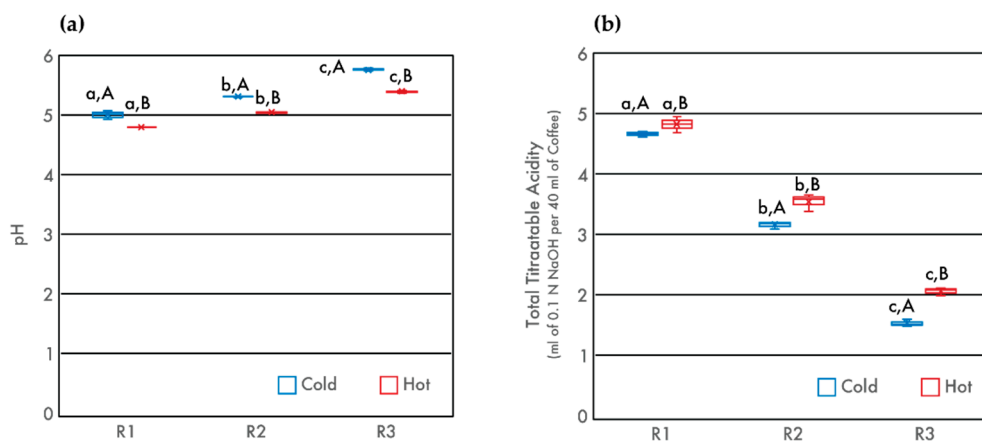 (a)
pH
6
5
4
3
2
1
0
a,A
a,B
b,A
b,B
c,A
c,B
Cold
Hot
R1
R2
R3
(b)
Total Titraatable Acidity
(ml of 0.1 N NaOH per 40 ml of Coffee)
6
5
4
3
2
1
0
a,A
a,B
b,A
b,B
c,A
c,B
Cold
Hot
R1
R2
R3